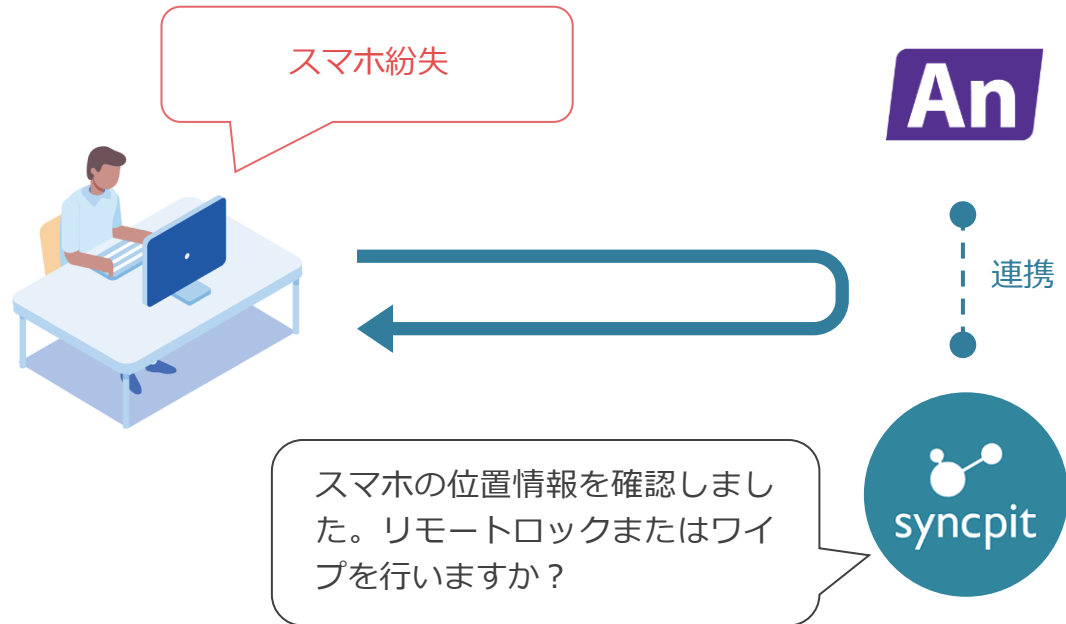 スマホ紛失
An
連携
スマホの位置情報を確認しまし
た。リモートロックまたはワイ
プを行いますか？
syncpit